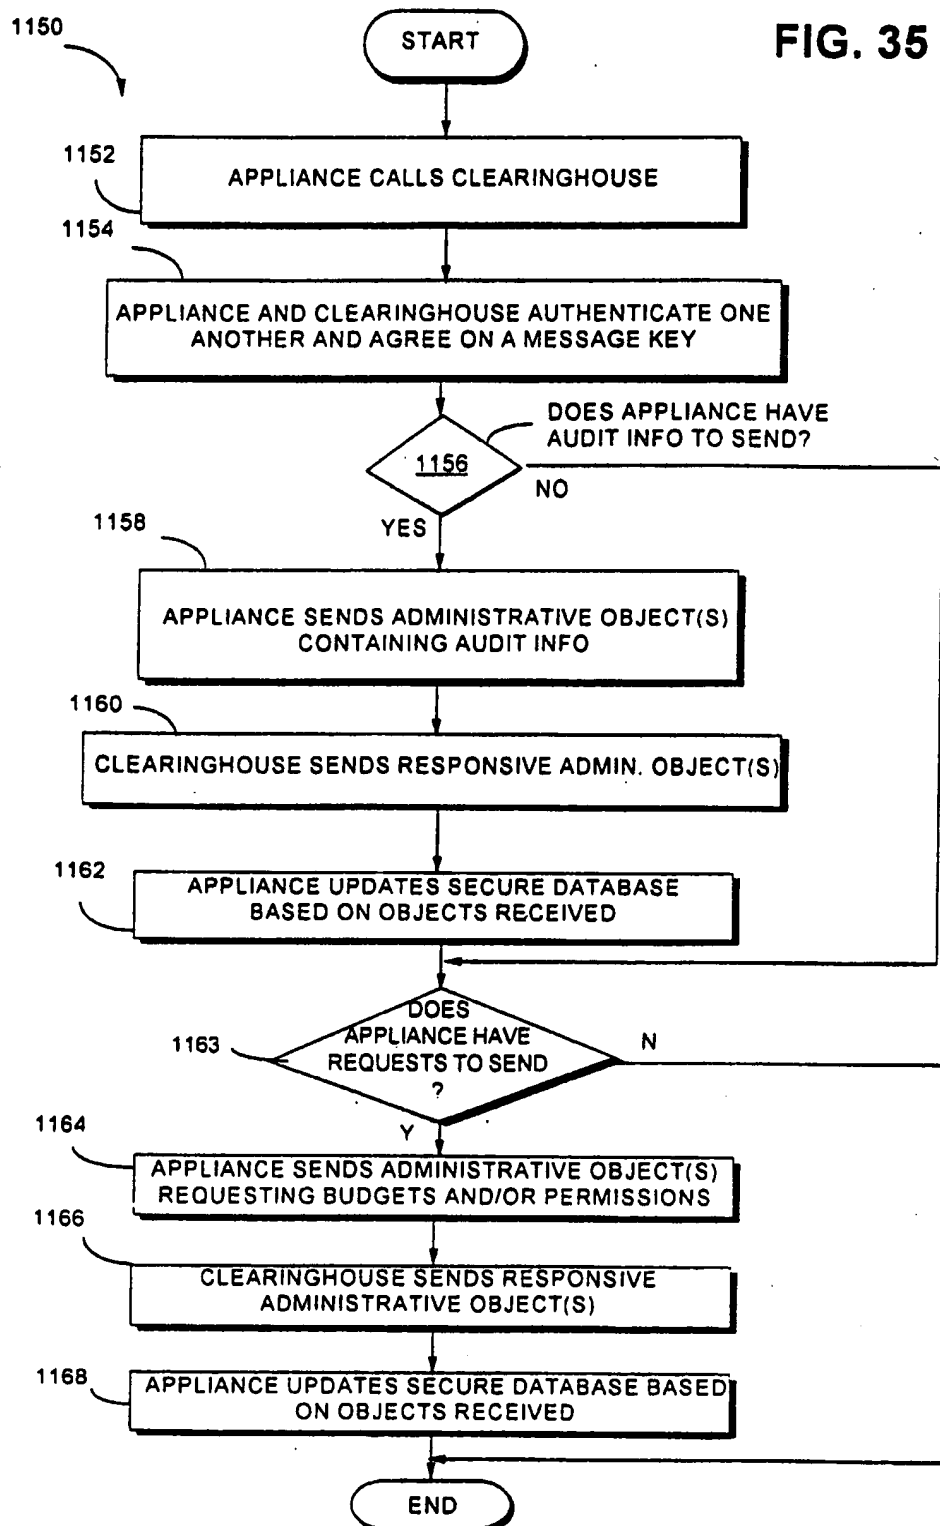 1150
START
FIG. 35
1152
APPLIANCE CALLS CLEARINGHOUSE
1154
APPLIANCE AND CLEARINGHOUSE AUTHENTICATE ONE
ANOTHER AND AGREE ON A MESSAGE KEY
DOES APPLIANCE HAVE
AUDIT INFO TO SEND?
1156
NO
YES
1158
APPLIANCE SENDS ADMINISTRATIVE OBJECT(S)
CONTAINING AUDIT INFO
1160
CLEARINGHOUSE SENDS RESPONSIVE ADMIN. OBJECT(S)
1162
APPLIANCE UPDATES SECURE DATABASE
BASED ON OBJECTS RECEIVED
1163
DOES
APPLIANCE HAVE
REQUESTS TO SEND
?
N
Y
1164
APPLIANCE SENDS ADMINISTRATIVE OBJECT(S)
REQUESTING BUDGETS AND/OR PERMISSIONS
1166
CLEARINGHOUSE SENDS RESPONSIVE
ADMINISTRATIVE OBJECT(S)
1168
APPLIANCE UPDATES SECURE DATABASE BASED
ON OBJECTS RECEIVED
END